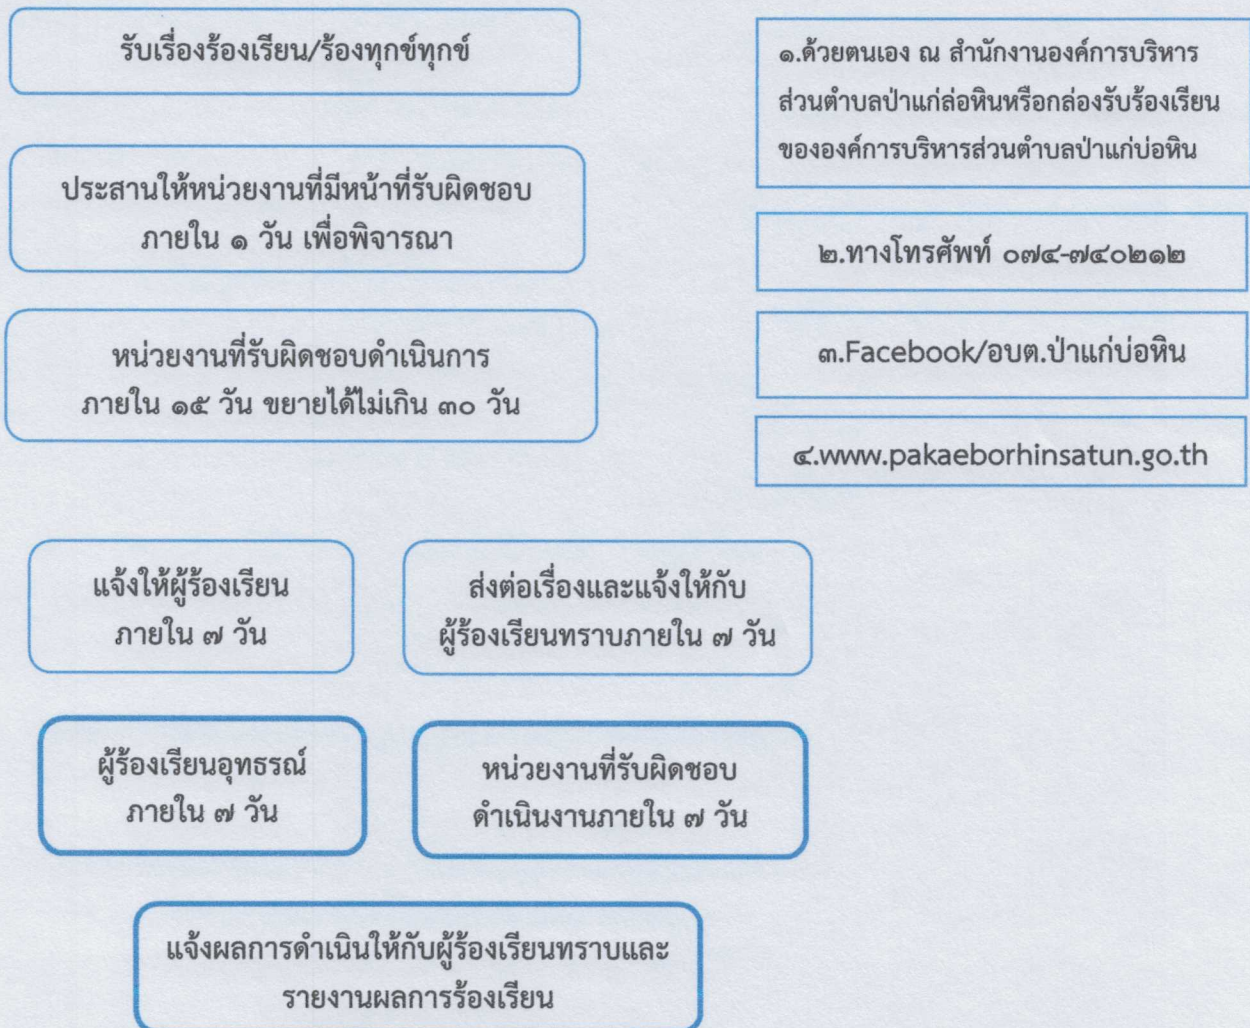 รับเรื่องร้องเรียน/ร้องทุกข์ทุกข์
ประสานให้หน่วยงานที่มีหน้าที่รับผิดชอบ
ภายใน ๑ วัน เพื่อพิจารณา
หน่วยงานที่รับผิดชอบดำเนินการ
ภายใน ๑๕ วัน ขยายได้ไม่เกิน ๓๐ วัน
๑.ด้วยตนเอง ณ สำนักงานองค์การบริหาร
ส่วนตำบลป่าแก่ล่อหินหรือกล่องรับร้องเรียน
ขององค์การบริหารส่วนตำบลป่าแก่บ่อหิน
๒.ทางโทรศัพท์ ๐๗๔-๗๔๐๒๑๒
๓.Facebook/อบต.ป่าแก่บ่อหิน
๔.www.pakaeborhinsatun.go.th
แจ้งให้ผู้ร้องเรียน
ภายใน ๗ วัน
ส่งต่อเรื่องและแจ้งให้กับ
ผู้ร้องเรียนทราบภายใน ๗ วัน
ผู้ร้องเรียนอุทธรณ์
ภายใน ๗ วัน
หน่วยงานที่รับผิดชอบ
ดำเนินงานภายใน ๗ วัน
แจ้งผลการดำเนินให้กับผู้ร้องเรียนทราบและ
รายงานผลการร้องเรียน